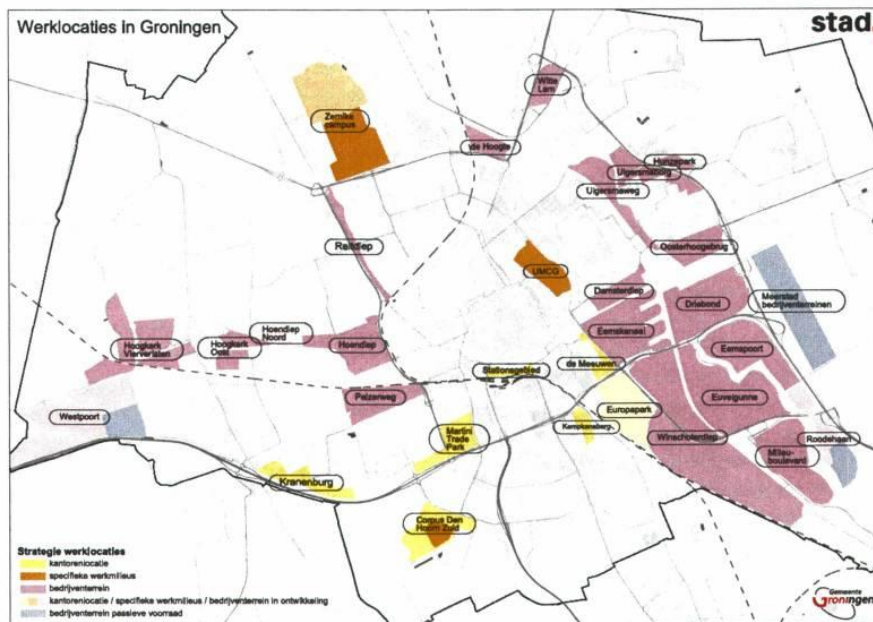 Werklocaties in Groningen
stad
Zernike
campus
Witte
Lam
de Hoogte
Hunzepark
Ulgersmaborg
Ulgersmaweg
Reitdiep
Oosterhoogebrug
UMCG
Damsterdiep
Driebond
Meerstad
bedrijventerreinen
Hoogkerk
Vierverlaten
Hoogkerk
Oost
Hoendiep
Noord
Hoendiep
Eemskanaal
Eemspoort
Stationsgebied
de Meeuwen
Peizerweg
Euvelgunne
Westpoort
Europapark
Kempkensberg
Martini
Trade
Park
Winschoterdiep
Milieu-
boulevard
Roodehaan
Kranenburg
Corpus Den
Hoorn Zuid
Strategie werklocaties
kantorenlocatie
specifieke werkmilieus
bedrijventerrein
kantorenlocatie / specifieke werkmilieus / bedrijventerrein in ontwikkeling
bedrijventerrein passieve voorraad
Gemeente
Groningen